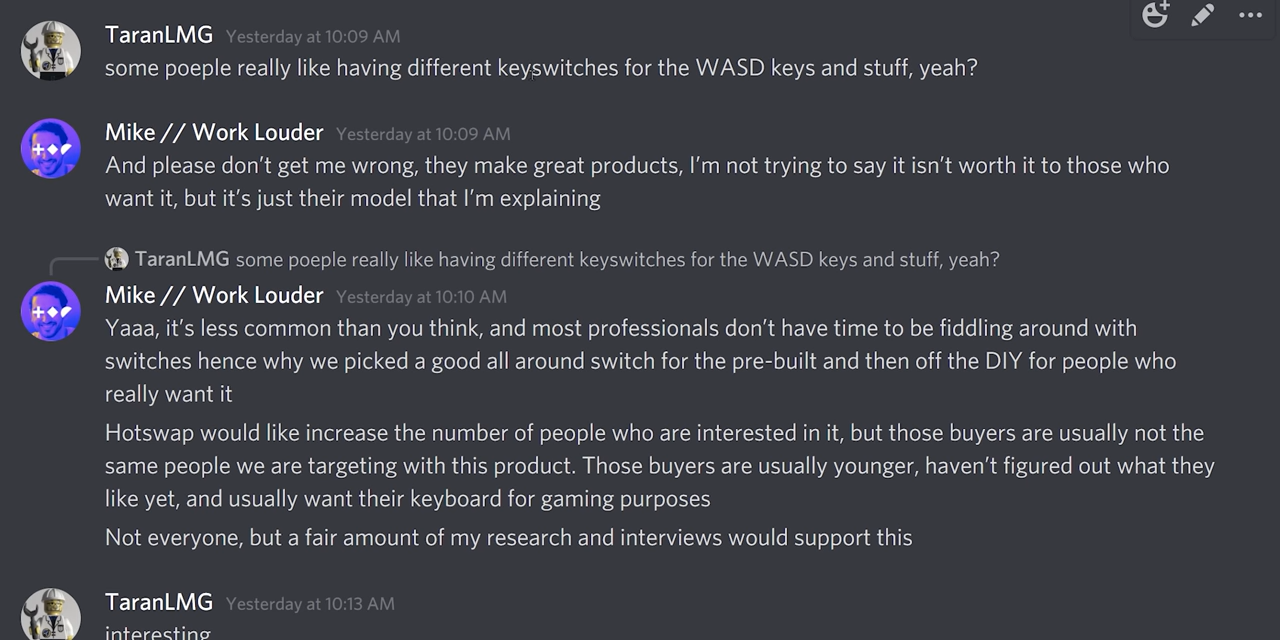 TaranLMG Yesterday at 10:09 AM
some poeple really like having different keyswitches for the WASD keys and stuff, yeah?
Mike // Work Louder Yesterday at 10:09 AM
And please don't get me wrong, they make great products, I'm not trying to say it isn't worth it to those who
want it, but it's just their model that I'm explaining
TaranLMG some poeple really like having different keyswitches for the WASD keys and stuff, yeah?
Mike // Work Louder Yesterday at 10:10 AM
Yaaa, it's less common than you think, and most professionals don't have time to be fiddling around with
switches hence why we picked a good all around switch for the pre-built and then off the DIY for people who
really want it
Hotswap would like increase the number of people who are interested in it, but those buyers are usually not the
same people we are targeting with this product. Those buyers are usually younger, haven't figured out what they
like yet, and usually want their keyboard for gaming purposes
Not everyone, but a fair amount of my research and interviews would support this
TaranLMG Yesterday at 10:13 AM
interesting